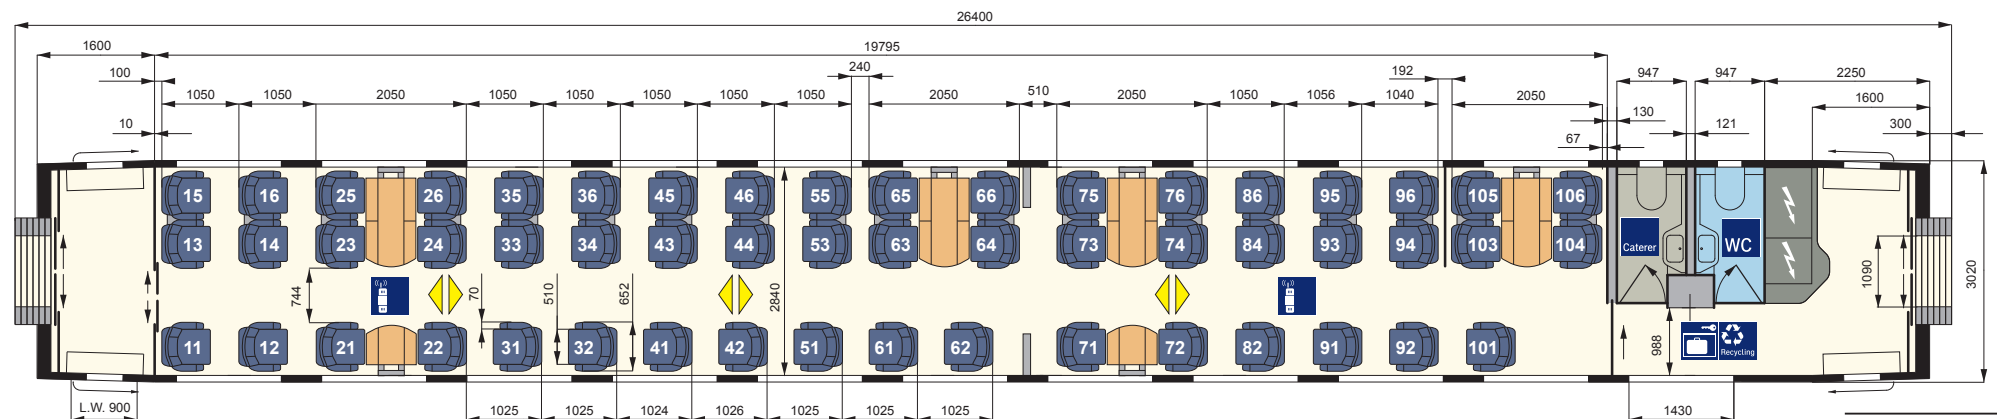 26400
1600 19795
100 240 192 947 947 2250
1050 1050 2050 1050 1050 1050 1050 1050 2050 510 2050 1050 1056 1040 2050 1600
10 67 130 121 300
15 16 25 26 35 36 45 46 55 65 66 75 76 86 95 96 105 106
13 14 23 24 33 34 43 44 53 63 64 73 74 84 93 94 103 104
Caterer WC
744 70 510 652 2840 1090 3020
11 12 21 22 31 32 41 42 51 61 62 71 72 82 91 92 101
988 Recycling
L.W. 900 1025 1025 1024 1026 1025 1025 1025 1430